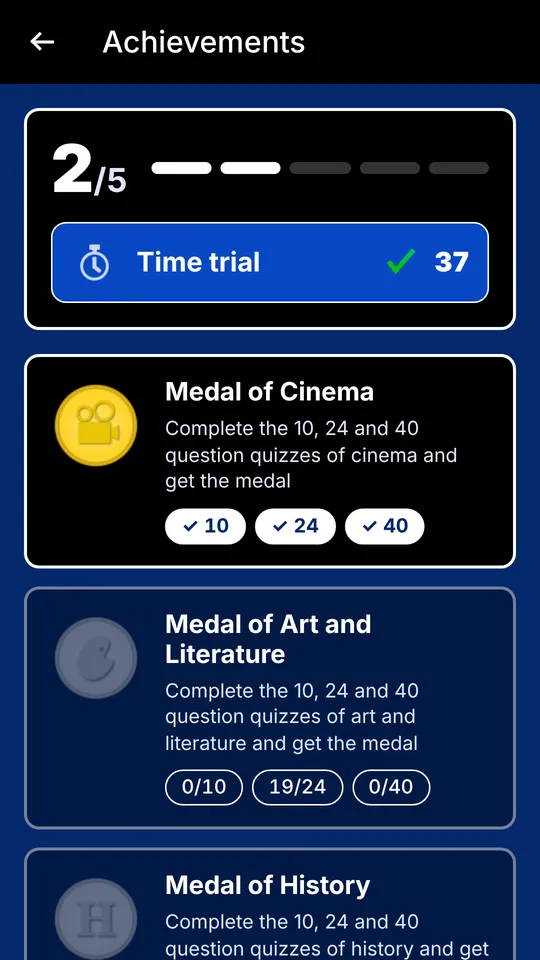 Achievements
2/5
Time trial 37
Medal of Cinema
Complete the 10, 24 and 40
question quizzes of cinema and
get the medal
10 24 40
Medal of Art and
Literature
Complete the 10, 24 and 40
question quizzes of art and
literature and get the medal
0/10 19/24 0/40
H
Medal of History
Complete the 10, 24 and 40
question quizzes of history and get